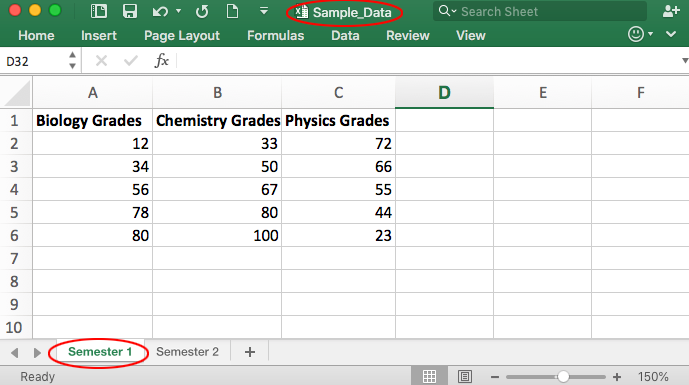 Sample_Data
Search Sheet
Home Insert Page Layout Formulas Data Review View
D32 fx
A B C D E F
1 Biology Grades Chemistry Grades Physics Grades
2 12 33 72
3 34 50 66
4 56 67 55
5 78 80 44
6 80 100 23
7
8
9
10
Semester 1 Semester 2 +
Ready − + 150%